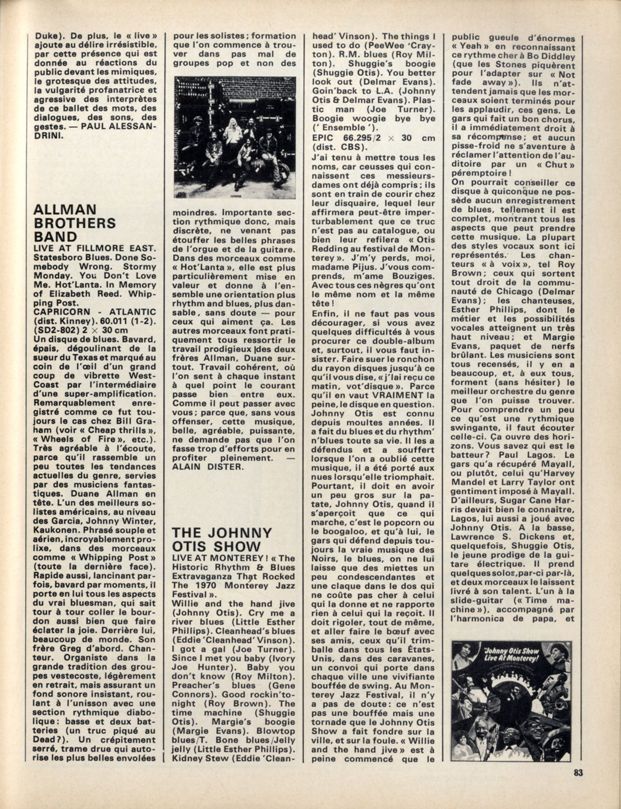 Duke). De plus, le « live »
ajoute au délire irrésistible,
par cette présence qui est
donnée au réactions du
public devant les mimiques,
le grotesque des attitudes,
la vulgarité profanatrice et
agressive des interprètes
de ce ballet des mots, des
dialogues, des sons, des
gestes. — PAUL ALESSAN-
DRINI.
ALLMAN
BROTHERS
BAND
LIVE AT FILLMORE EAST.
Statesboro Blues. Done So-
mebody Wrong. Stormy
Monday. You Don't Love
Me. Hot'Lanta. In Memory
of Elizabeth Reed. Whip-
ping Post.
CAPRICORN - ATLANTIC
(dist. Kinney). 60.011 (1-2).
(SD2-802) 2 × 30 cm
Un disque de blues. Bavard,
épais, dégoulinant de la
sueur du Texas et marqué au
coin de l'œil d'un grand
coup de vibrette West-
Coast par l'intermédiaire
d'une super-amplification.
Remarquablement enre-
gistré comme ce fut tou-
jours le cas chez Bill Gra-
ham (voir « Cheap thrills »,
« Wheels of Fire », etc.).
Très agréable à l'écoute,
parce qu'il rassemble un
peu toutes les tendances
actuelles du genre, servies
par des musiciens fantas-
tiques. Duane Allman en
tête. L'un des meilleurs so-
listes américains, au niveau
des Garcia, Johnny Winter,
Kaukonen. Phrasé souple et
aérien, incroyablement pro-
lixe, dans des morceaux
comme « Whipping Post »
(toute la dernière face).
Rapide aussi, lancinant par-
fois, bavard par moments, il
porte en lui tous les aspects
du vrai bluesman, qui sait
tour à tour coller le bour-
don aussi bien que faire
éclater la joie. Derrière lui,
beaucoup de monde. Son
frère Greg d'abord. Chan-
teur. Organiste dans la
grande tradition des grou-
pes vestecoste, légèrement
en retrait, mais assurant un
fond sonore insistant, rou-
lant à l'unisson avec une
section rythmique diabo-
lique : basse et deux bat-
teries (un truc piqué au
Dead?). Un crépitement
serré, trame drue qui auto-
rise les plus belles envolées
pour les solistes ; formation
que l'on commence à trou-
ver dans pas mal de
groupes pop et non des
moindres. Importante sec-
tion rythmique donc, mais
discrète, ne venant pas
étouffer les belles phrases
de l'orgue et de la guitare.
Dans des morceaux comme
« Hot'Lanta », elle est plus
particulièrement mise en
valeur et donne à l'en-
semble une orientation plus
rhythm and blues, plus dan-
sable, sans doute — pour
ceux qui aiment ça. Les
autres morceaux font prati-
quement tous ressortir le
travail prodigieux des deux
frères Allman, Duane sur-
tout. Travail cohérent, où
l'on sent à chaque instant
à quel point le courant
passe bien entre eux.
Comme il peut passer avec
vous ; parce que, sans vous
offenser, cette musique,
belle, agréable, puissante,
ne demande pas que l'on
fasse trop d'efforts pour en
profiter pleinement. —
ALAIN DISTER.
THE JOHNNY
OTIS SHOW
LIVE AT MONTEREY! « The
Historic Rhythm & Blues
Extravaganza That Rocked
The 1970 Monterey Jazz
Festival ».
Willie and the hand jive
(Johnny Otis). Cry me a
river blues (Little Esther
Phillips). Cleanhead's blues
(Eddie 'Cleanhead' Vinson).
I got a gal (Joe Turner).
Since I met you baby (Ivory
Joe Hunter). Baby you
don't know (Roy Milton).
Preacher's blues (Gene
Connors). Good rockin'to-
night (Roy Brown). The
time machine (Shuggie
Otis). Margie's boogie
(Margie Evans). Blowtop
blues/T. Bone blues/Jelly
jelly (Little Esther Phillips).
Kidney Stew (Eddie 'Clean-
head' Vinson). The things I
used to do (PeeWee 'Cray-
ton). R.M. blues (Roy Mil-
ton). Shuggie's boogie
(Shuggie Otis). You better
look out (Delmar Evans).
Goin'back to L.A. (Johnny
Otis & Delmar Evans). Plas-
tic man (Joe Turner).
Boogie woogie bye bye
(' Ensemble ').
EPIC 66.295/2 × 30 cm
(dist. CBS).
J'ai tenu à mettre tous les
noms, car ceusses qui con-
naissent ces messieurs-
dames ont déjà compris ; ils
sont en train de courir chez
leur disquaire, lequel leur
affirmera peut-être imper-
turbablement que ce truc
n'est pas au catalogue, ou
bien leur refilera « Otis
Redding au festival de Mon-
terey ». J'm'y perds, moi,
madame Pijus. J'vous com-
prends, m'ame Bouziges.
Avec tous ces nègres qu'ont
le même nom et la même
tête !
Enfin, il ne faut pas vous
décourager, si vous avez
quelques difficultés à vous
procurer ce double-album
et, surtout, il vous faut in-
sister. Faire suer le ronchon
du rayon disques jusqu'à ce
qu'il vous dise, « j'l'ai reçu ce
matin, vot'disque ». Parce
qu'il en vaut VRAIMENT la
peine, le disque en question.
Johnny Otis est connu
depuis moultes années. Il
a fait du blues et du rhythm'
n'blues toute sa vie. Il les a
défendus et a souffert
lorsque l'on a oublié cette
musique, il a été porté aux
nues lorsqu'elle triomphait.
Pourtant, il doit en avoir
un peu gros sur la pa-
tate, Johnny Otis, quand il
s'aperçoit que ce qui
marche, c'est le popcorn ou
le boogaloo, et qu'à lui, le
gars qui défend depuis tou-
jours la vraie musique des
Noirs, le blues, on ne lui
laisse que des miettes un
peu condescendantes et
une claque dans le dos qui
ne coûte pas cher à celui
qui la donne et ne rapporte
rien à celui qui la reçoit. Il
doit rigoler, tout de même,
et aller faire le bœuf avec
ses amis, ceux qu'il trim-
balle dans tous les États-
Unis, dans des caravanes,
un convoi qui porte dans
chaque ville une vivifiante
bouffée de swing. Au Mon-
terey Jazz Festival, il n'y
a pas de doute : ce n'est
pas une bouffée mais une
tornade que le Johnny Otis
Show a fait fondre sur la
ville, et sur la foule. « Willie
and the hand jive » est à
peine commencé que le
public gueule d'énormes
« Yeah » en reconnaissant
ce rythme cher à Bo Diddley
(que les Stones piquèrent
pour l'adapter sur « Not
fade away »). Ils n'at-
tendent jamais que les mor-
ceaux soient terminés pour
les applaudir, ces gens. Le
gars qui fait un bon chorus,
il a immédiatement droit à
sa récompense ; et aucun
pisse-froid ne s'aventure à
réclamer l'attention de l'au-
ditoire par un « Chut »
péremptoire !
On pourrait conseiller ce
disque à quiconque ne pos-
sède aucun enregistrement
de blues, tellement il est
complet, montrant tous les
aspects que peut prendre
cette musique. La plupart
des styles vocaux sont ici
représentés. Les chan-
teurs « à voix », tel Roy
Brown ; ceux qui sortent
tout droit de la commu-
nauté de Chicago (Delmar
Evans) ; les chanteuses,
Esther Phillips, dont le
métier et les possibilités
vocales atteignent un très
haut niveau ; et Margie
Evans, paquet de nerfs
brûlant. Les musiciens sont
tous recensés, il y en a
beaucoup, et, à eux tous,
forment (sans hésiter) le
meilleur orchestre du genre
que l'on puisse trouver.
Pour comprendre un peu
ce qu'est une rythmique
swingante, il faut écouter
celle-ci. Ça ouvre des hori-
zons. Vous savez qui est le
batteur? Paul Lagos. Le
gars qu'a récupéré Mayall,
ou plutôt, celui qu'Harvey
Mandel et Larry Taylor ont
gentiment imposé à Mayall.
D'ailleurs, Sugar Cane Har-
ris devait bien le connaître,
Lagos, lui aussi a joué avec
Johnny Otis. A la basse,
Lawrence S. Dickens et,
quelquefois, Shuggie Otis,
le jeune prodige de la gui-
tare électrique. Il prend
quelques solos, par-ci par-là,
et deux morceaux le laissent
livré à son talent. L'un à la
slide-guitar (« Time ma-
chine »), accompagné par
l'harmonica de papa, et
Johnny Otis Show
Live At Monterey!
83